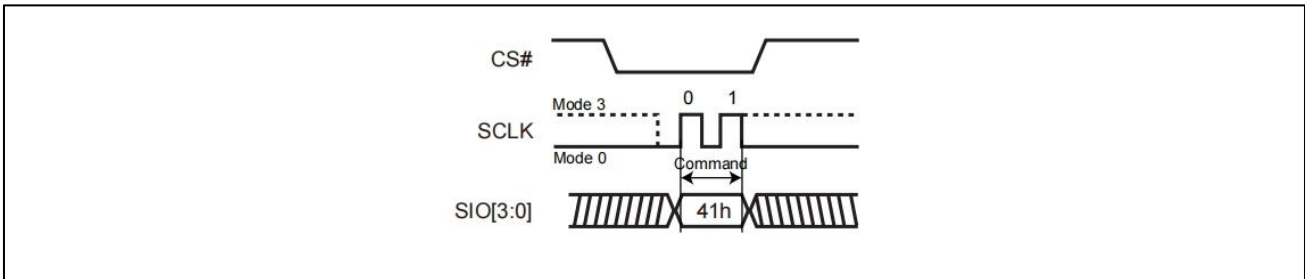 CS#
Mode 3
0 1
SCLK
Mode 0
Command
SIO[3:0]
41h